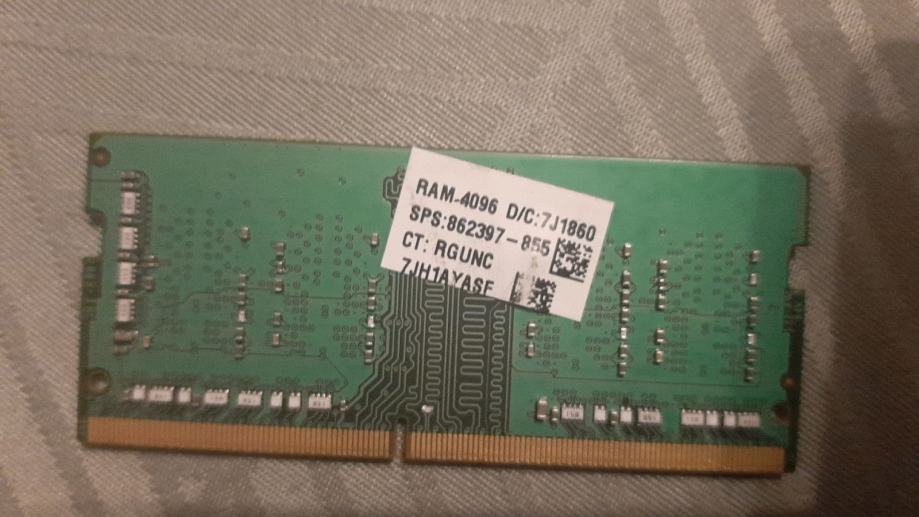 RAM-4096 D/C:7J1860
SPS:862397-855
CT: RGUNC
7JH1AYASF